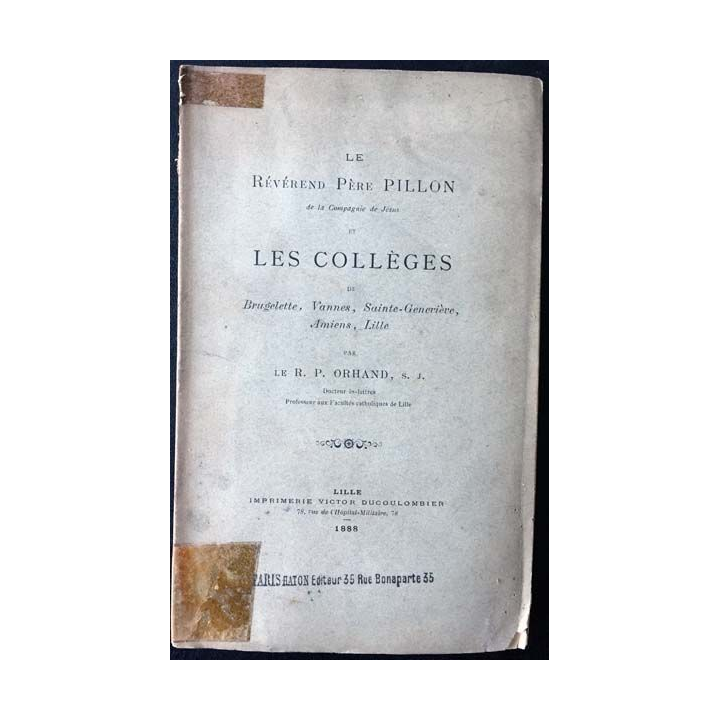 LE
RÉVÉREND PÈRE PILLON
de la Compagnie de Jésus
ET
LES COLLÈGES
DE
Brugelette, Vannes, Sainte-Geneviève,
Amiens, Lille
PAR
LE R. P. ORHAND, S. J.
Docteur ès-lettres
Professeur aux Facultés catholiques de Lille
LILLE
IMPRIMERIE VICTOR DUCOULOMBIER
78, rue de l'Hôpital-Militaire, 78
1888
PARIS HATON Editeur 35 Rue Bonaparte 35